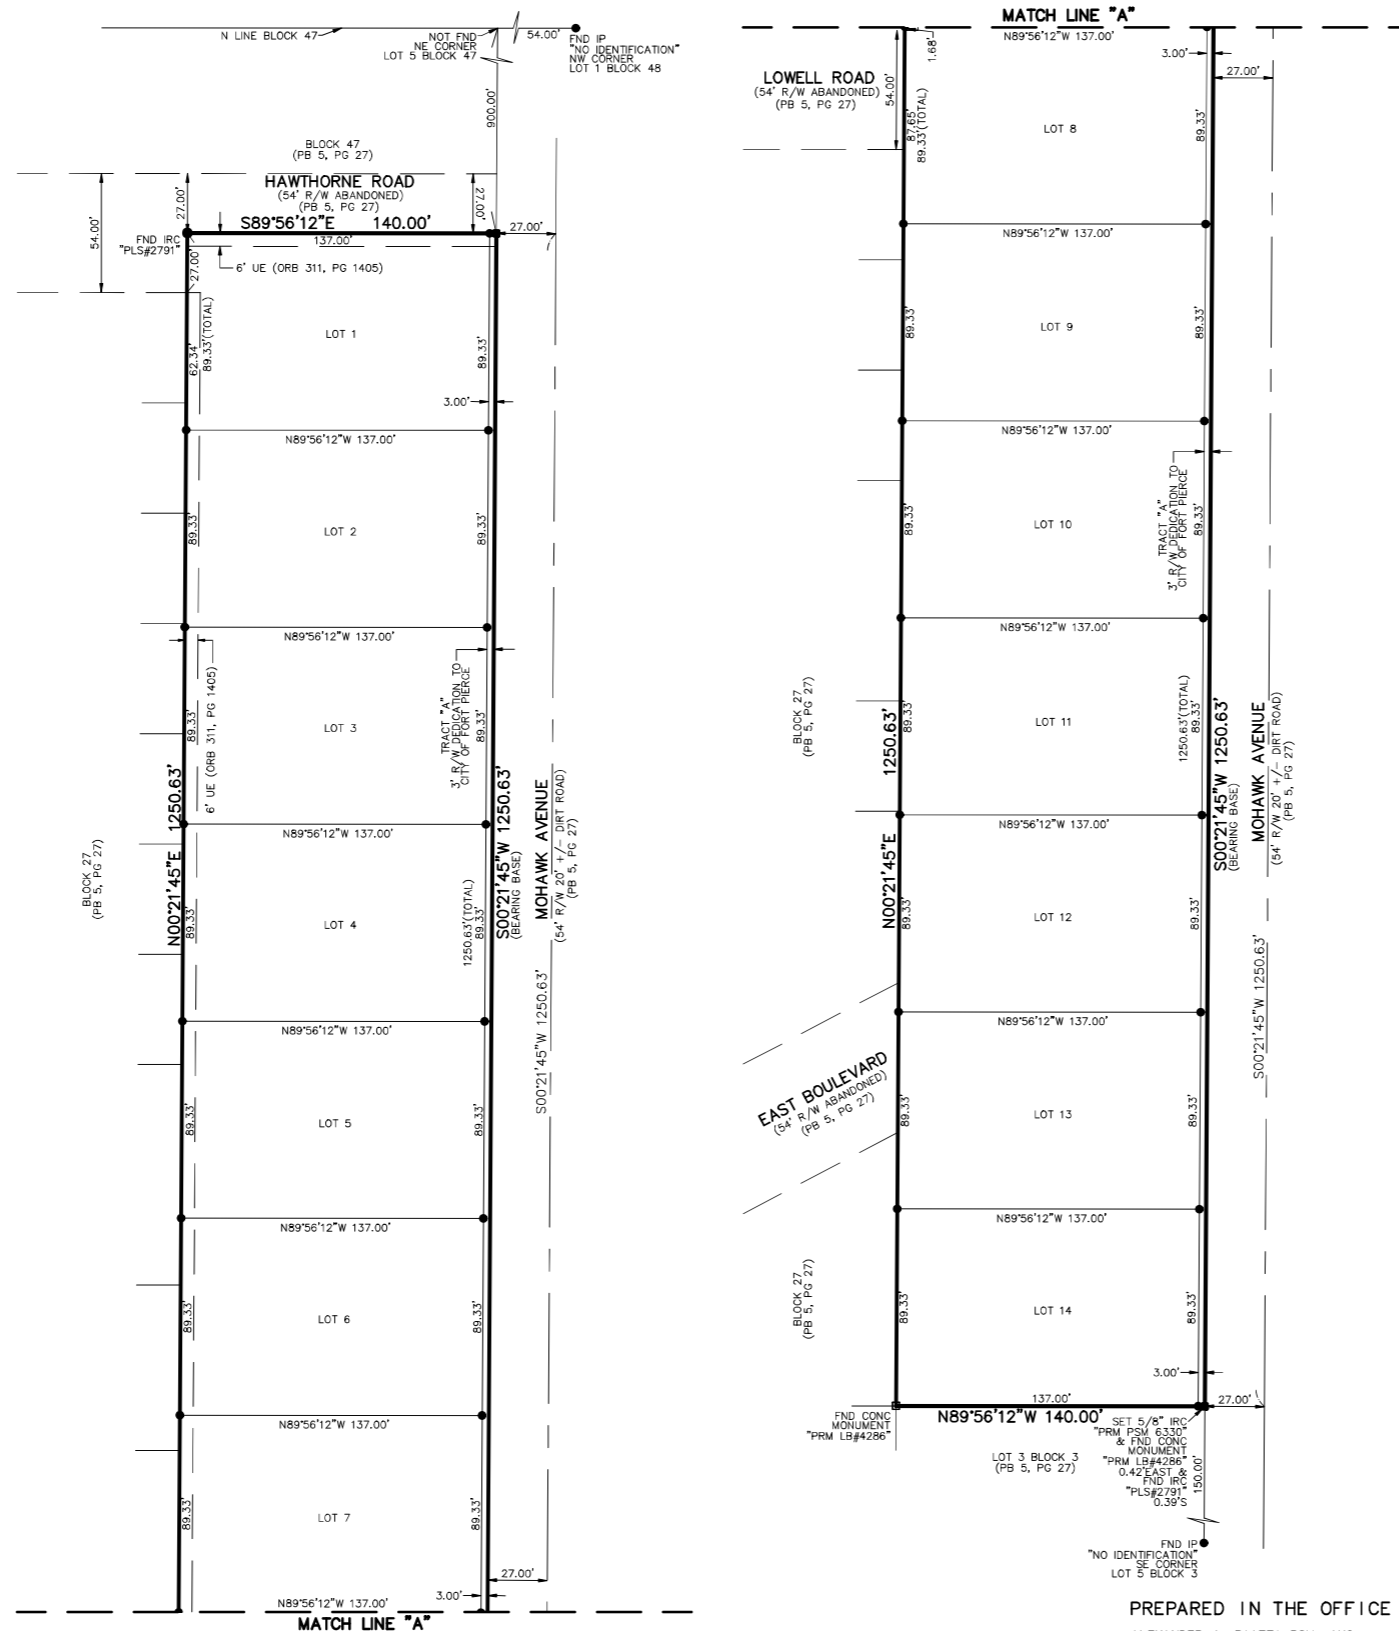 N LINE BLOCK 47
NOT FND
NE CORNER
LOT 5 BLOCK 47
54.00'
FND IP
"NO IDENTIFICATION"
NW CORNER
LOT 1 BLOCK 48
900.00'
BLOCK 47
(PB 5, PG 27)
HAWTHORNE ROAD
(54' R/W ABANDONED)
(PB 5, PG 27)
27.00'
27.00'
54.00'
S89°56'12"E 140.00'
27.00'
FND IRC
"PLS#2791"
137.00'
27.00'
6' UE (ORB 311, PG 1405)
62.34'
89.33'(TOTAL)
LOT 1
89.33'
3.00'
N89°56'12"W 137.00'
89.33'
LOT 2
89.33'
N89°56'12"W 137.00'
89.33'
6' UE (ORB 311, PG 1405)
LOT 3
TRACT "A"
3' R/W DEDICATION TO
CITY OF FORT PIERCE
89.33'
N89°56'12"W 137.00'
BLOCK 27
(PB 5, PG 27)
N00°21'45"E 1250.63'
89.33'
LOT 4
1250.63'(TOTAL)
89.33'
S00°21'45"W 1250.63'
(BEARING BASE)
MOHAWK AVENUE
(54' R/W 20' +/- DIRT ROAD)
(PB 5, PG 27)
S00°21'45"W 1250.63'
N89°56'12"W 137.00'
89.33'
LOT 5
89.33'
N89°56'12"W 137.00'
89.33'
LOT 6
89.33'
N89°56'12"W 137.00'
89.33'
LOT 7
89.33'
27.00'
3.00'
N89°56'12"W 137.00'
MATCH LINE "A"
MATCH LINE "A"
N89°56'12"W 137.00'
1.68'
3.00'
27.00'
LOWELL ROAD
(54' R/W ABANDONED)
(PB 5, PG 27)
54.00'
87.65'
89.33'(TOTAL)
LOT 8
89.33'
N89°56'12"W 137.00'
89.33'
LOT 9
89.33'
N89°56'12"W 137.00'
89.33'
LOT 10
TRACT "A"
3' R/W DEDICATION TO
CITY OF FORT PIERCE
89.33'
N89°56'12"W 137.00'
BLOCK 27
(PB 5, PG 27)
N00°21'45"E 1250.63'
89.33'
LOT 11
1250.63'(TOTAL)
89.33'
S00°21'45"W 1250.63'
(BEARING BASE)
MOHAWK AVENUE
(54' R/W 20' +/- DIRT ROAD)
(PB 5, PG 27)
N89°56'12"W 137.00'
89.33'
LOT 12
89.33'
S00°21'45"W 1250.63'
N89°56'12"W 137.00'
EAST BOULEVARD
(54' R/W ABANDONED)
(PB 5, PG 27)
89.33'
LOT 13
89.33'
N89°56'12"W 137.00'
BLOCK 27
(PB 5, PG 27)
89.33'
LOT 14
89.33'
3.00'
137.00'
27.00'
FND CONC
MONUMENT
"PRM LB#4286"
N89°56'12"W 140.00'
LOT 3 BLOCK 3
(PB 5, PG 27)
SET 5/8" IRC
"PRM PSM 6330"
& FND CONC
MONUMENT
"PRM LB#4286"
0.42'EAST &
FND IRC
"PLS#2791"
0.39'S
150.00'
FND IP
"NO IDENTIFICATION"
SE CORNER
LOT 5 BLOCK 3
PREPARED IN THE OFFICE